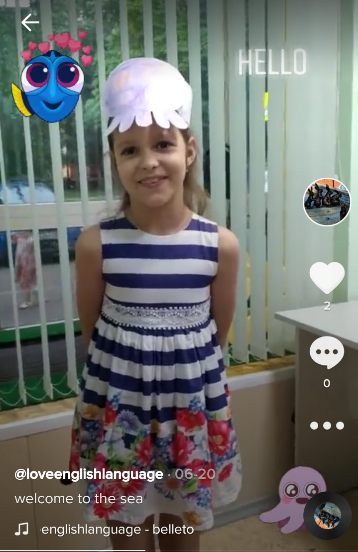 HELLO
2
0
@loveenglishlanguage · 06-20
welcome to the sea
englishlanguage - belleto